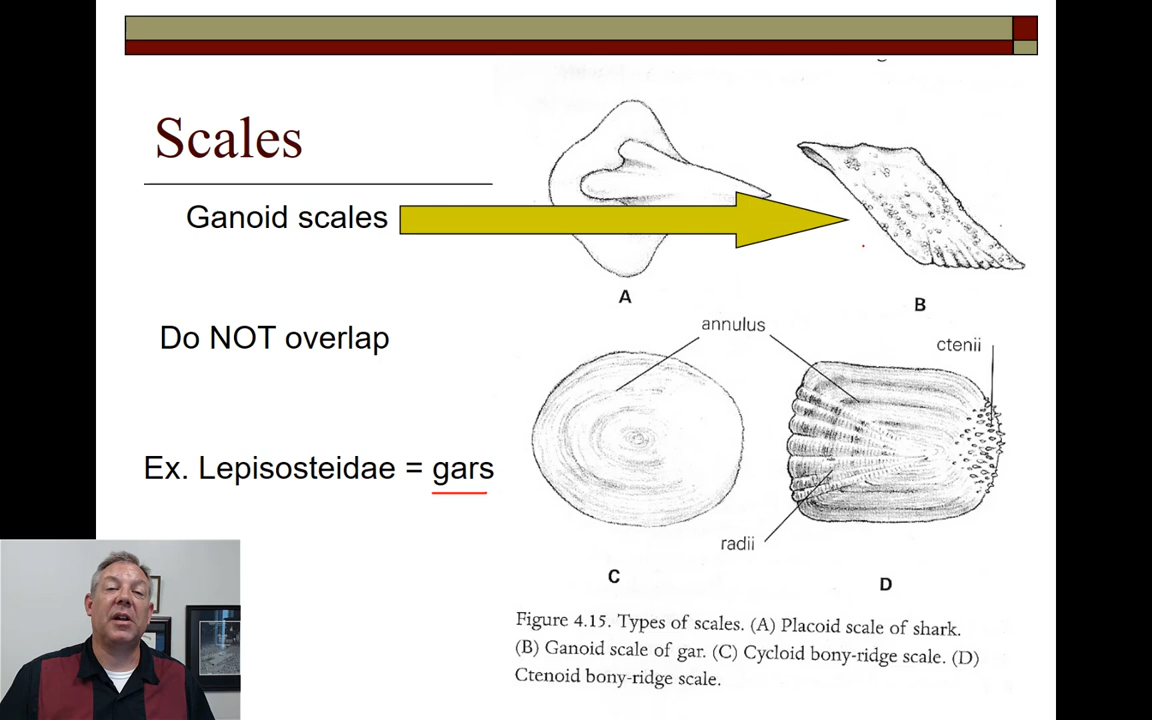 Scales
Ganoid scales
Do NOT overlap
Ex. Lepisosteidae = gars
A
B
annulus
ctenii
radii
C
D
Figure 4.15. Types of scales. (A) Placoid scale of shark.
(B) Ganoid scale of gar. (C) Cycloid bony-ridge scale. (D)
Ctenoid bony-ridge scale.